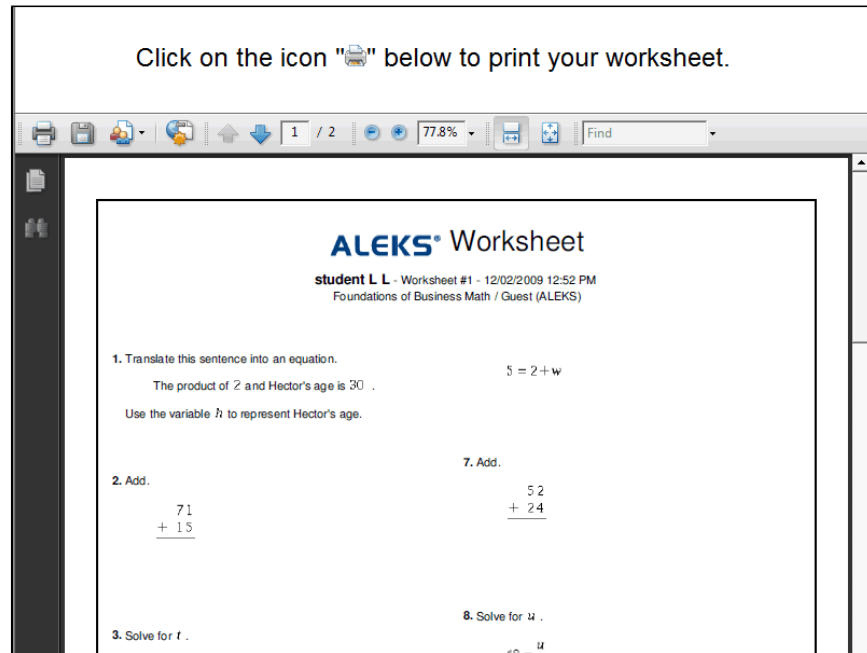 Click on the icon "" below to print your worksheet.
1 / 2 77.8% Find
ALEKS® Worksheet
student L L - Worksheet #1 - 12/02/2009 12:52 PM
Foundations of Business Math / Guest (ALEKS)
1. Translate this sentence into an equation.
The product of 2 and Hector's age is 30 .
Use the variable h to represent Hector's age.
5 = 2+w
2. Add.
71
+ 15
3. Solve for t .
7. Add.
52
+ 24
8. Solve for u .
u